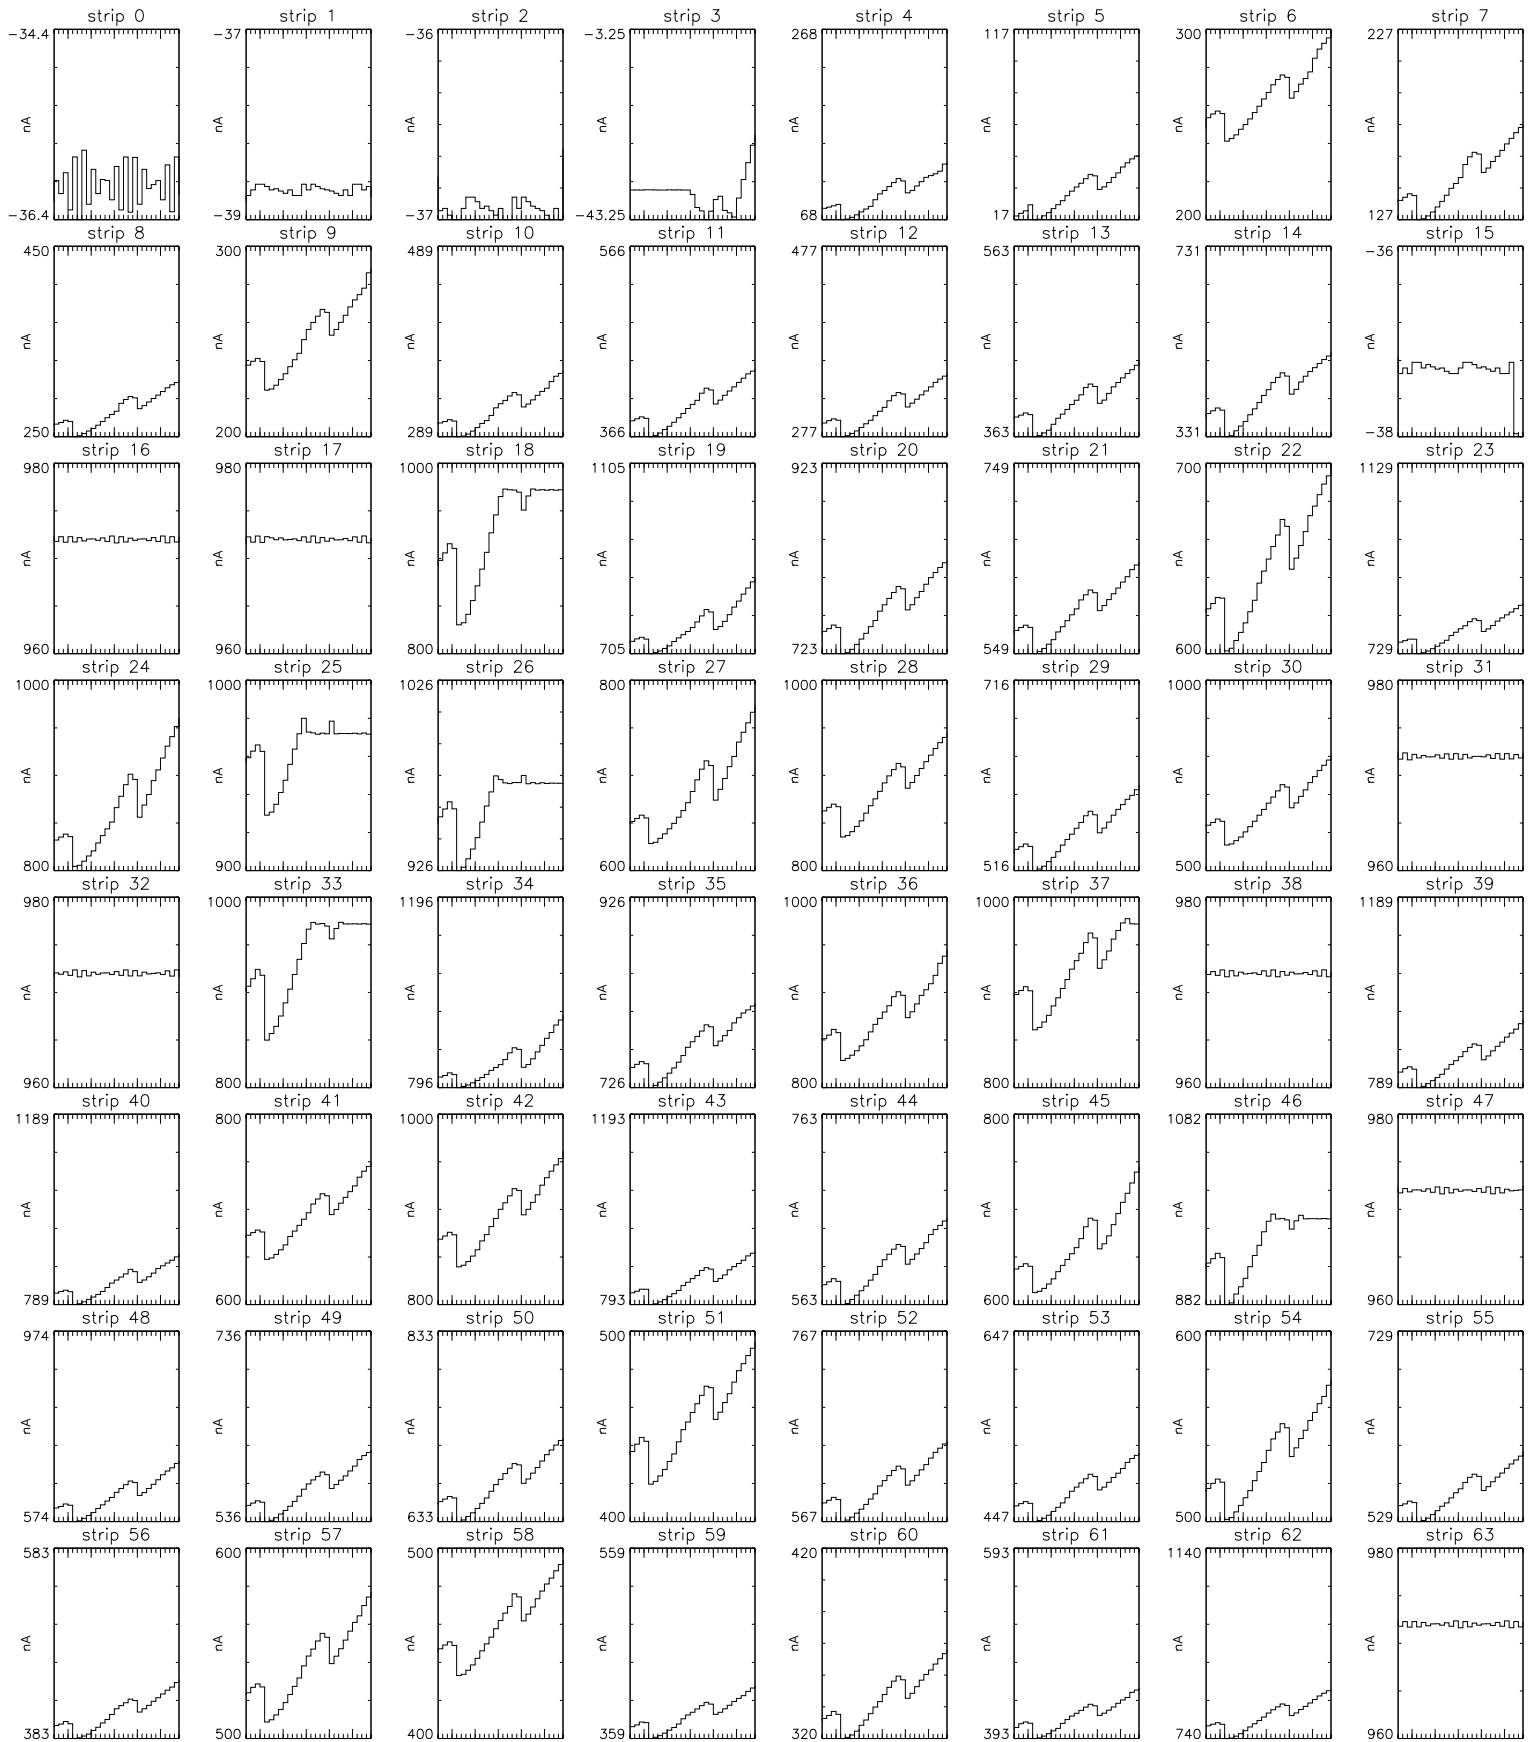 strip 0 strip 1 strip 2 strip 3 strip 4 strip 5 strip 6 strip 7
-34.4 -37 -36 -3.25 268 117 300 227
nA nA nA nA nA nA nA nA
-36.4 -39 -37 -43.25 68 17 200 127
strip 8 strip 9 strip 10 strip 11 strip 12 strip 13 strip 14 strip 15
450 300 489 566 477 563 731 -36
nA nA nA nA nA nA nA nA
250 200 289 366 277 363 331 -38
strip 16 strip 17 strip 18 strip 19 strip 20 strip 21 strip 22 strip 23
980 980 1000 1105 923 749 700 1129
nA nA nA nA nA nA nA nA
960 960 800 705 723 549 600 729
strip 24 strip 25 strip 26 strip 27 strip 28 strip 29 strip 30 strip 31
1000 1000 1026 800 1000 716 1000 980
nA nA nA nA nA nA nA nA
800 900 926 600 800 516 500 960
strip 32 strip 33 strip 34 strip 35 strip 36 strip 37 strip 38 strip 39
980 1000 1196 926 1000 1000 980 1189
nA nA nA nA nA nA nA nA
960 800 796 726 800 800 960 789
strip 40 strip 41 strip 42 strip 43 strip 44 strip 45 strip 46 strip 47
1189 800 1000 1193 763 800 1082 980
nA nA nA nA nA nA nA nA
789 600 800 793 563 600 882 960
strip 48 strip 49 strip 50 strip 51 strip 52 strip 53 strip 54 strip 55
974 736 833 500 767 647 600 729
nA nA nA nA nA nA nA nA
574 536 633 400 567 447 500 529
strip 56 strip 57 strip 58 strip 59 strip 60 strip 61 strip 62 strip 63
583 600 500 559 420 593 1140 980
nA nA nA nA nA nA nA nA
383 500 400 359 320 393 740 960